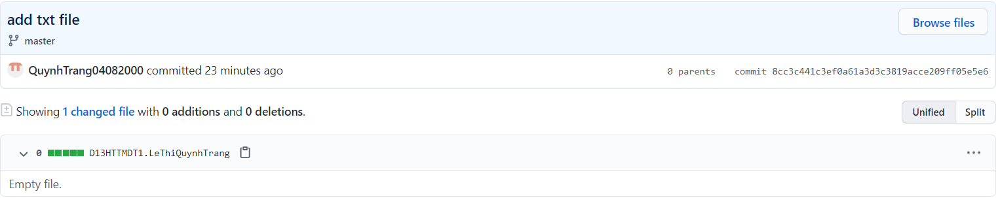 add txt file
Browse files
master
QuynhTrang04082000 committed 23 minutes ago
0 parents commit 8cc3c441c3ef0a61a3d3c3819acce209ff05e5e6
Showing 1 changed file with 0 additions and 0 deletions.
Unified Split
0 D13HTTMDT1.LeThiQuynhTrang
Empty file.